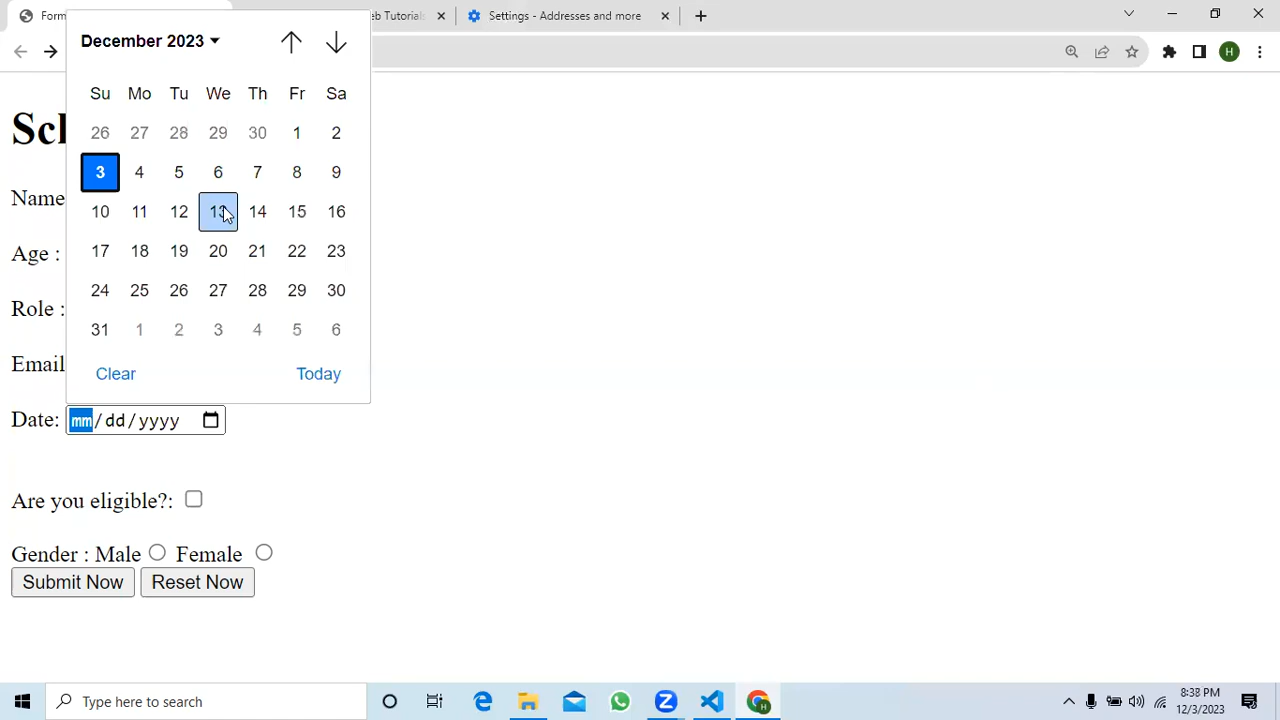 Form
eb Tutorials
Settings - Addresses and more
H
December 2023
Su Mo Tu We Th Fr Sa
26 27 28 29 30 1 2
3 4 5 6 7 8 9
10 11 12 13 14 15 16
17 18 19 20 21 22 23
24 25 26 27 28 29 30
31 1 2 3 4 5 6
Clear Today
Name
Age :
Role :
Email
Date: mm/dd/yyyy
Are you eligible?:
Gender : Male Female
Submit Now Reset Now
Type here to search
8:38 PM
12/3/2023